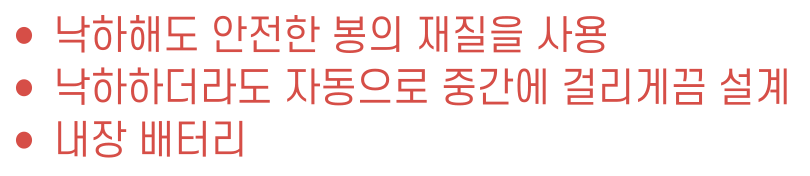 • 낙하해도 안전한 봉의 재질을 사용
• 낙하하더라도 자동으로 중간에 걸리게끔 설계
• 내장 배터리